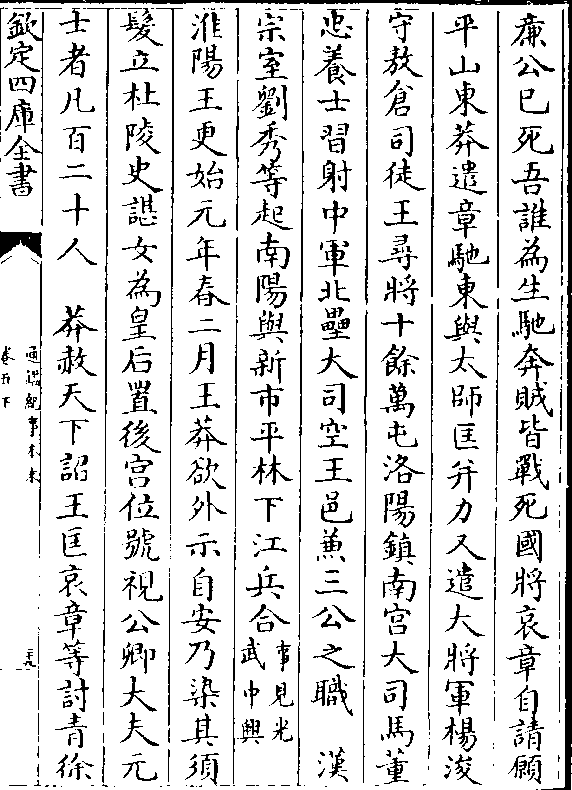 廉公已死吾誰為生馳奔賊皆戰死國將哀章自請願
平山東莽遣章馳東與太師匡并力又遣大將軍楊浚
守敖倉司徒王尋將十餘萬屯洛陽鎮南宫大司馬董
忠養士習射中軍北壘大司空王邑兼三公之職　漢
宗室劉秀等起南陽與新市平林下江兵合事見光武中興
淮陽王更始元年春二月王莽欲外示自安乃染其須
髮立杜陵史諶女為皇后置後宫位號視公卿大夫元
士者凡百二十人　莽赦天下詔王匡哀章等討青徐
欽定四庫全書
通鑑紀事本末
卷五下
三九